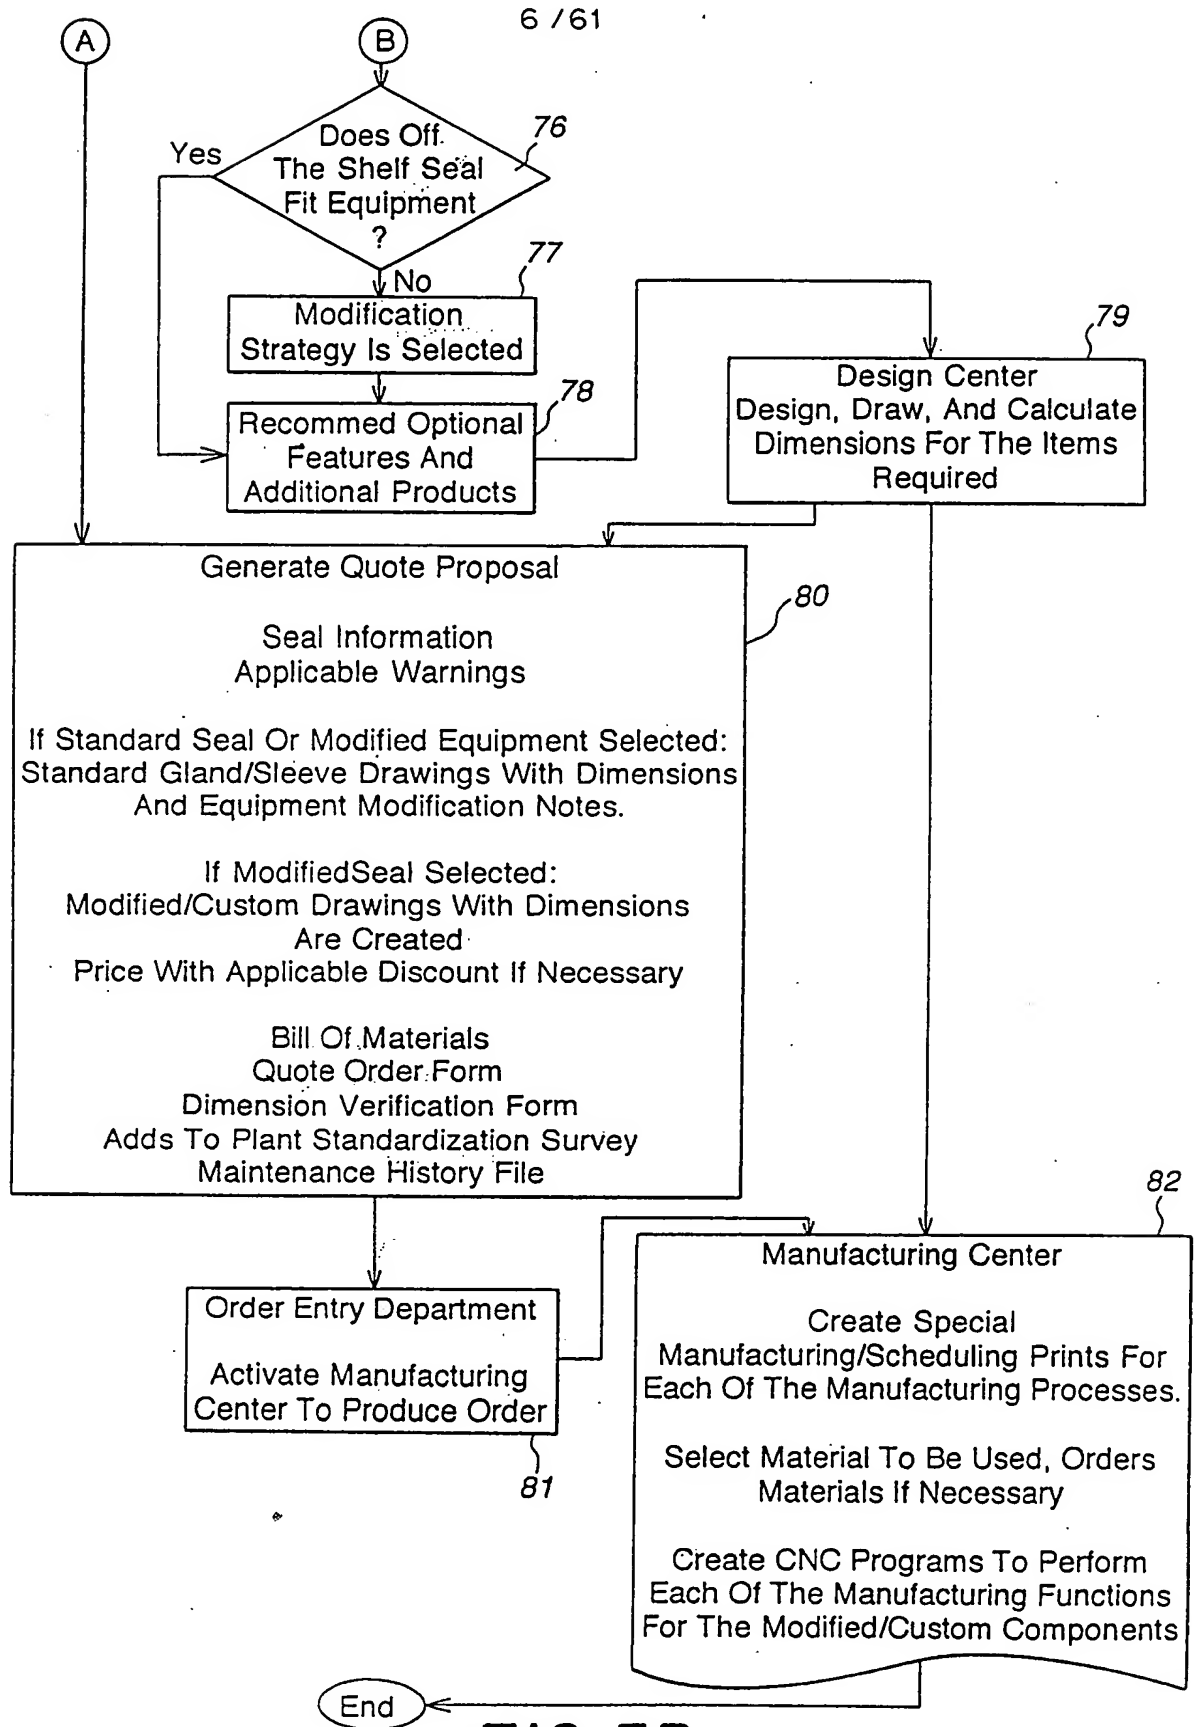 6 / 61
A
B
Does Off
The Shelf Seal
Fit Equipment
?
76
Yes
No
77
Modification
Strategy Is Selected
78
Recommed Optional
Features And
Additional Products
79
Design Center
Design, Draw, And Calculate
Dimensions For The Items
Required
Generate Quote Proposal
80
Seal Information
Applicable Warnings
If Standard Seal Or Modified Equipment Selected:
Standard Gland/Sleeve Drawings With Dimensions
And Equipment Modification Notes.
If ModifiedSeal Selected:
Modified/Custom Drawings With Dimensions
Are Created
Price With Applicable Discount If Necessary
Bill Of Materials
Quote Order Form
Dimension Verification Form
Adds To Plant Standardization Survey
Maintenance History File
Order Entry Department
Activate Manufacturing
Center To Produce Order
81
82
Manufacturing Center
Create Special
Manufacturing/Scheduling Prints For
Each Of The Manufacturing Processes.
Select Material To Be Used, Orders
Materials If Necessary
Create CNC Programs To Perform
Each Of The Manufacturing Functions
For The Modified/Custom Components
End